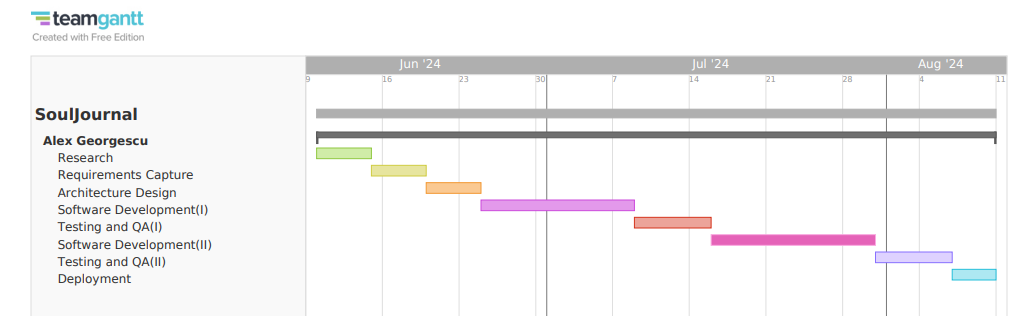 teamgantt
Created with Free Edition
Jun '24 Jul '24 Aug '24
9 16 23 30 7 14 21 28 4 11
SoulJournal
Alex Georgescu
Research
Requirements Capture
Architecture Design
Software Development(I)
Testing and QA(I)
Software Development(II)
Testing and QA(II)
Deployment